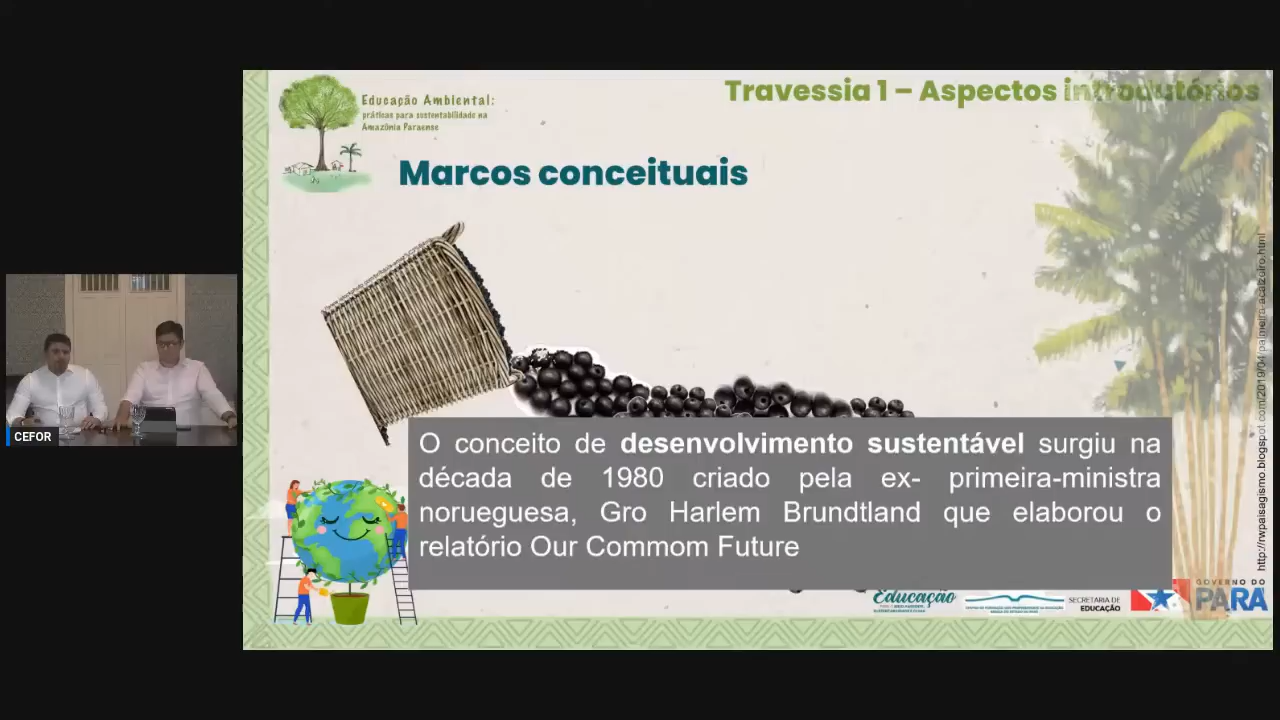 Travessia 1 – Aspectos introdutórios
Educação Ambiental:
práticas para sustentabilidade na
Amazônia Paraense
Marcos conceituais
O conceito de desenvolvimento sustentável surgiu na
década de 1980 criado pela ex- primeira-ministra
norueguesa, Gro Harlem Brundtland que elaborou o
relatório Our Commom Future
CEFOR
Educação
SECRETARIA DE
EDUCAÇÃO
GOVERNO DO
PARÁ